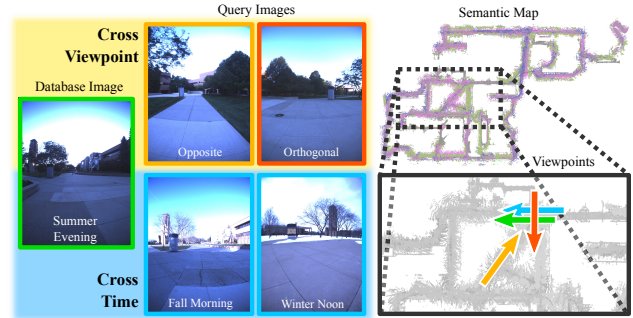 Query Images
Semantic Map
Cross
Viewpoint
Database Image
Opposite
Orthogonal
Viewpoints
Summer
Evening
Cross
Time
Fall Morning
Winter Noon